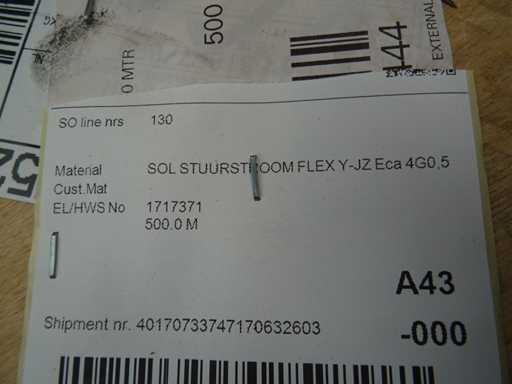 0 MTR
500
444
EXTERNAL
SO line nrs 130
Material SOL STUURSTROOM FLEX Y-JZ Eca 4G0,5
Cust.Mat
EL/HWS No 1717371
500.0 M
A43
Shipment nr. 40170733747170632603
-000